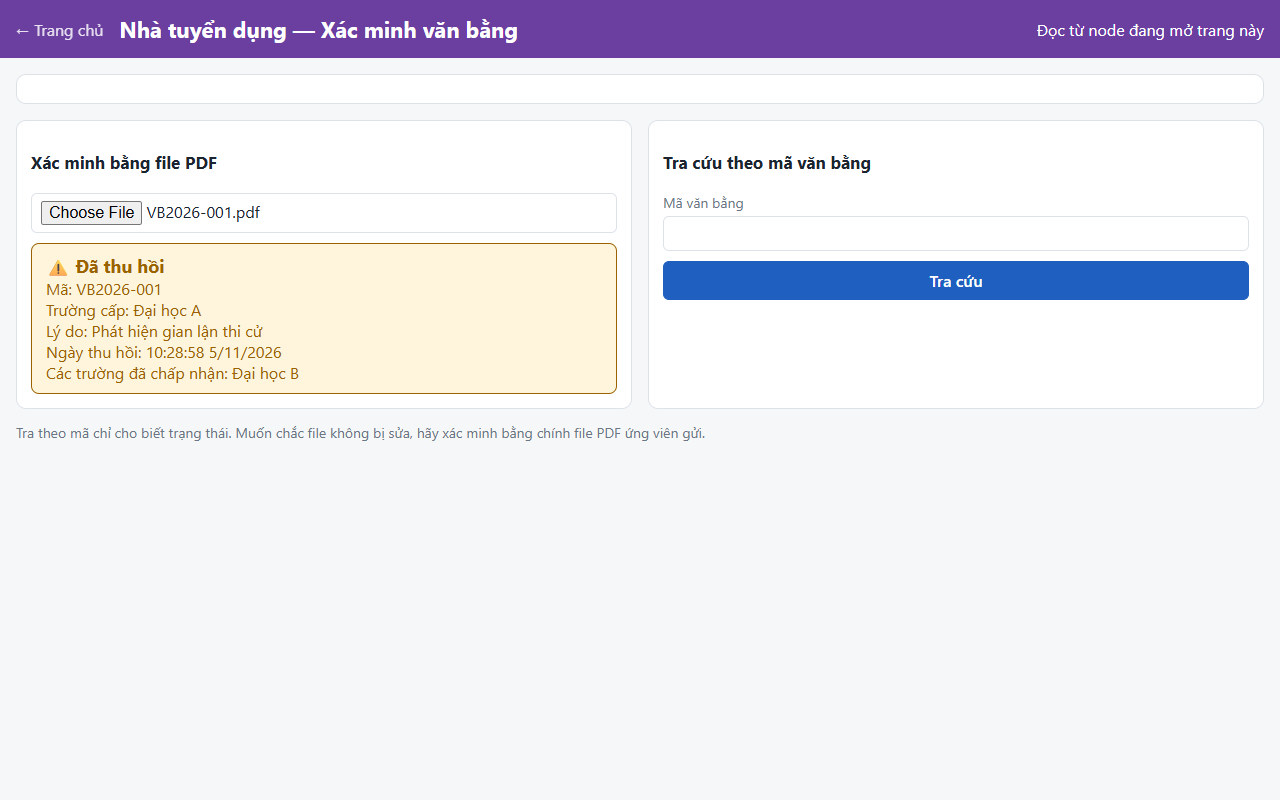 ← Trang chủ
Nhà tuyển dụng — Xác minh văn bằng
Đọc từ node đang mở trang này
Xác minh bằng file PDF
Choose File VB2026-001.pdf
⚠️ Đã thu hồi
Mã: VB2026-001
Trường cấp: Đại học A
Lý do: Phát hiện gian lận thi cử
Ngày thu hồi: 10:28:58 5/11/2026
Các trường đã chấp nhận: Đại học B
Tra cứu theo mã văn bằng
Mã văn bằng
Tra cứu
Tra theo mã chỉ cho biết trạng thái. Muốn chắc file không bị sửa, hãy xác minh bằng chính file PDF ứng viên gửi.